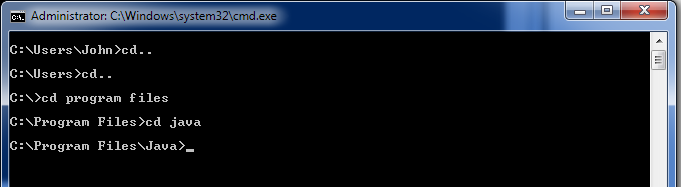 Administrator: C:\Windows\system32\cmd.exe
C:\Users\John>cd..
C:\Users>cd..
C:\>cd program files
C:\Program Files>cd java
C:\Program Files\Java>_